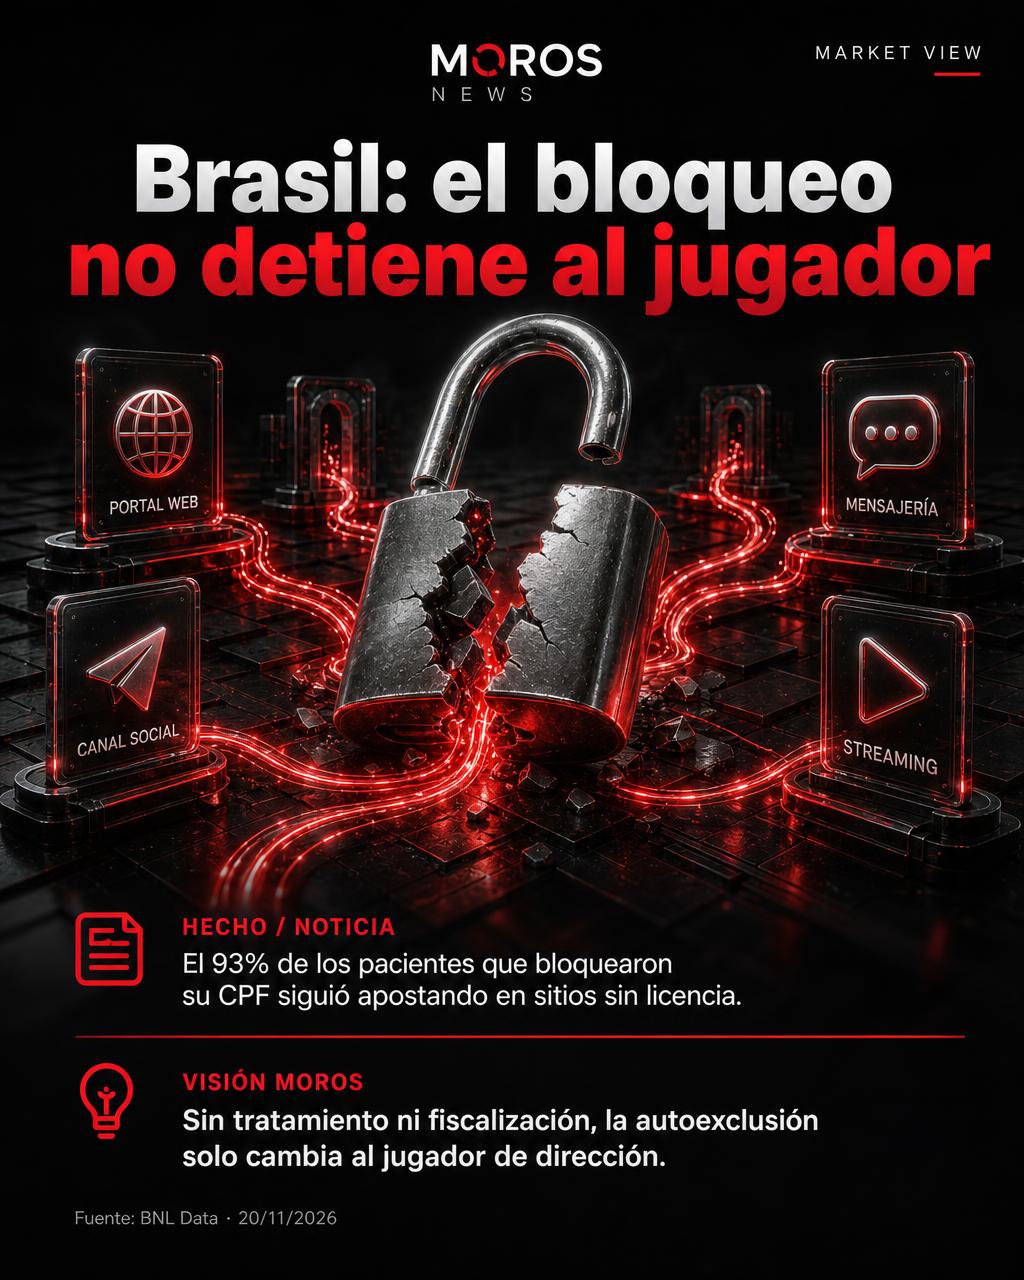 MOROS
NEWS
MARKET VIEW
Brasil: el bloqueo
no detiene al jugador
PORTAL WEB
MENSAJERÍA
CANAL SOCIAL
STREAMING
HECHO / NOTICIA
El 93% de los pacientes que bloquearon
su CPF siguió apostando en sitios sin licencia.
VISIÓN MOROS
Sin tratamiento ni fiscalización, la autoexclusión
solo cambia al jugador de dirección.
Fuente: BNL Data · 20/11/2026